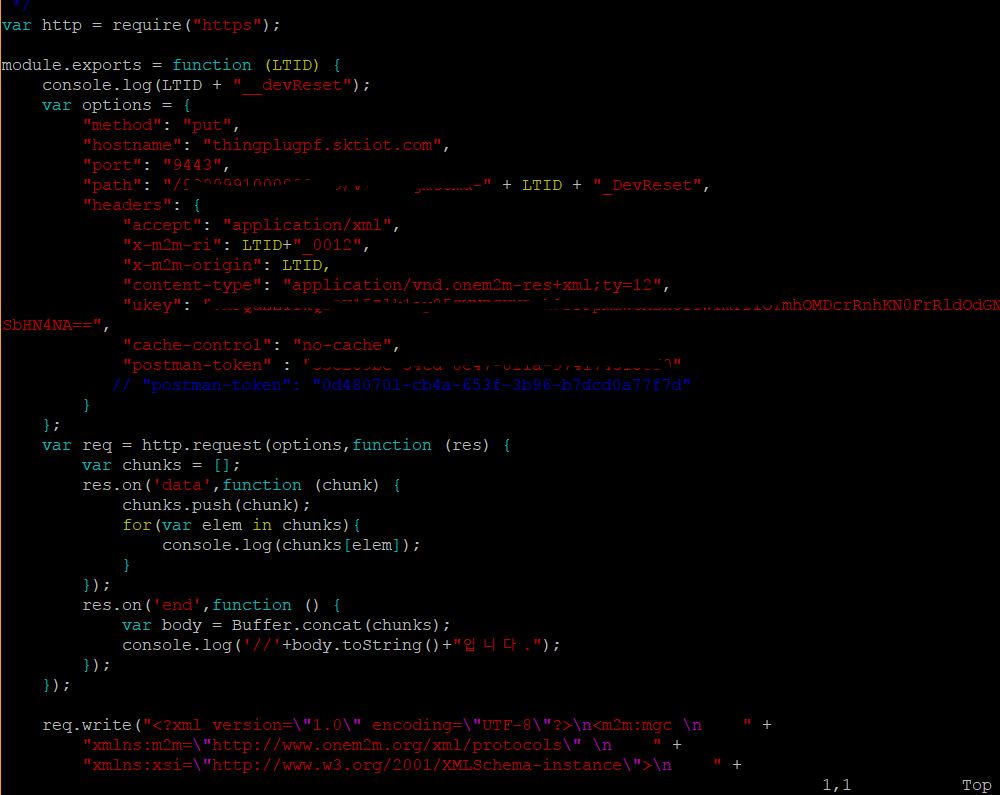 */
var http = require("https");
module.exports = function (LTID) {
    console.log(LTID + "__devReset");
    var options = {
        "method": "put",
        "hostname": "thingplugpf.sktiot.com",
        "port": "9443",
        "path": "/ " + LTID + "_DevReset",
        "headers": {
            "accept": "application/xml",
            "x-m2m-ri": LTID+"_0012",
            "x-m2m-origin": LTID,
            "content-type": "application/vnd.onem2m-res+xml;ty=12",
            "ukey": "
SbHN4NA==",
            "cache-control": "no-cache",
            "postman-token" : "
           // "postman-token": "0d480701-cb4a-653f-3b96-b7dcd0a77f7d"
        }
    };
    var req = http.request(options,function (res) {
        var chunks = [];
        res.on('data',function (chunk) {
            chunks.push(chunk);
            for(var elem in chunks){
                console.log(chunks[elem]);
            }
        });
        res.on('end',function () {
            var body = Buffer.concat(chunks);
            console.log('//'+body.toString()+"입니다.");
        });
    });
    req.write("<?xml version=\"1.0\" encoding=\"UTF-8\"?>\n<m2m:mgc \n    " +
        "xmlns:m2m=\"http://www.onem2m.org/xml/protocols\" \n    " +
        "xmlns:xsi=\"http://www.w3.org/2001/XMLSchema-instance\">\n    " +
1,1 Top